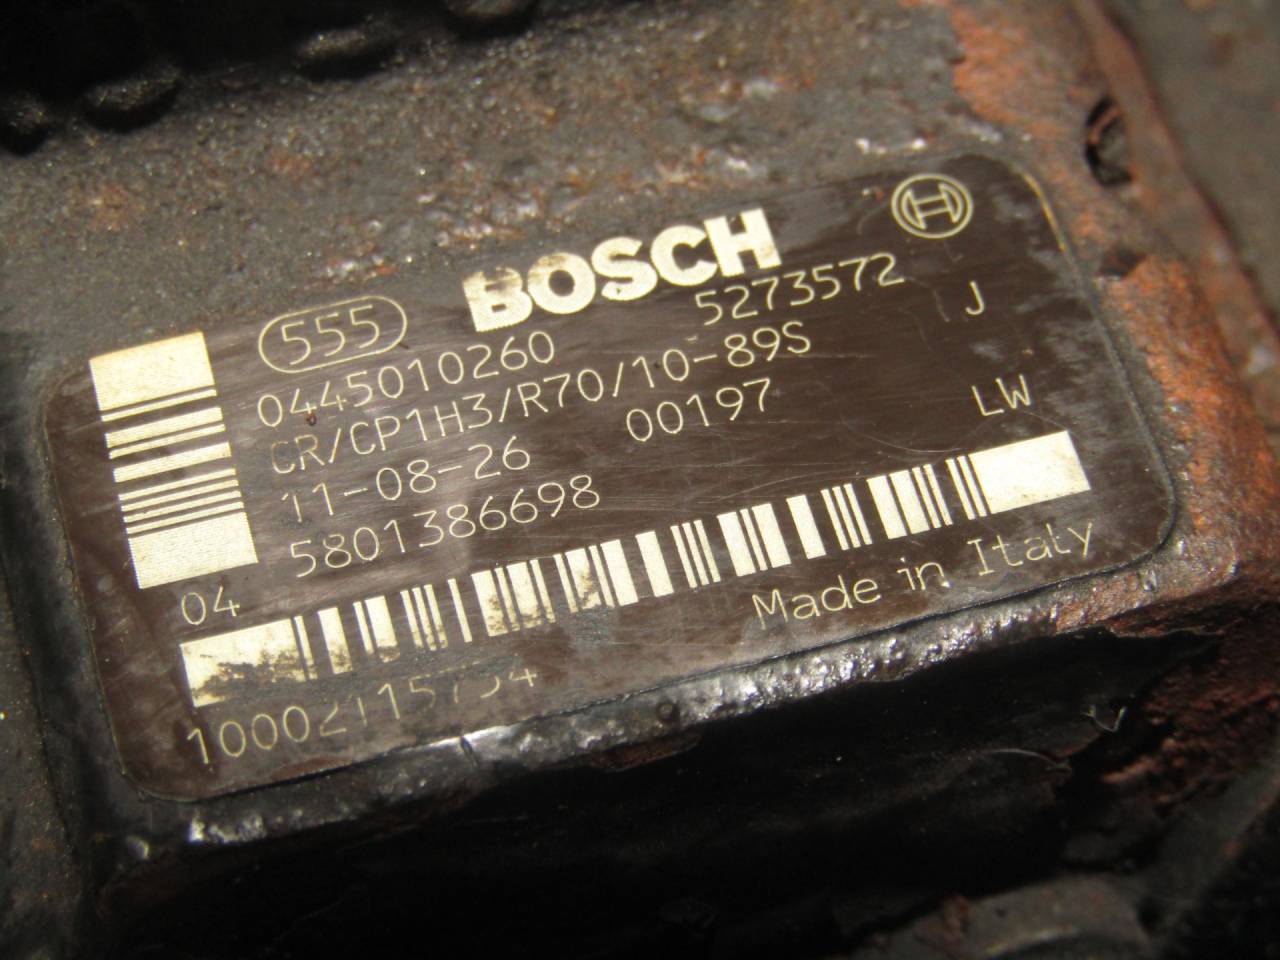 BOSCH
555
0445010260 5273572
CR/CP1H3/R70/10-89S J
11-08-26 00197
5801386698 LW
04
Made in Italy